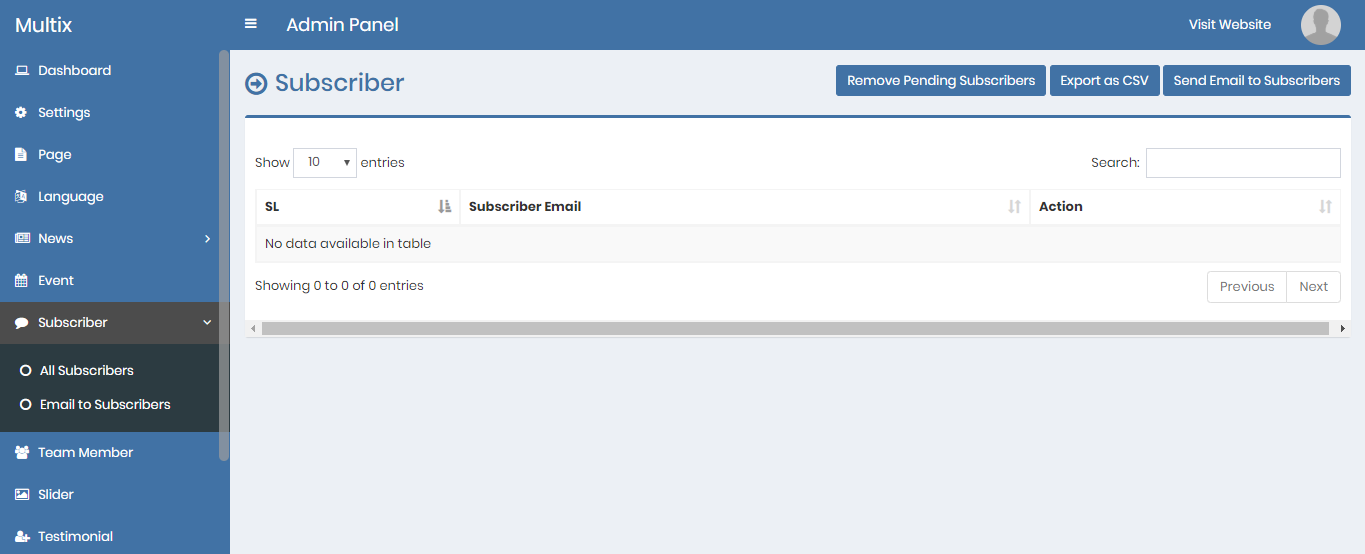 Multix
Admin Panel
Visit Website
Dashboard
Settings
Page
Language
News
Event
Subscriber
All Subscribers
Email to Subscribers
Team Member
Slider
Testimonial
Subscriber
Remove Pending Subscribers
Export as CSV
Send Email to Subscribers
Show 10 entries
Search:
SL Subscriber Email Action
No data available in table
Showing 0 to 0 of 0 entries
Previous Next